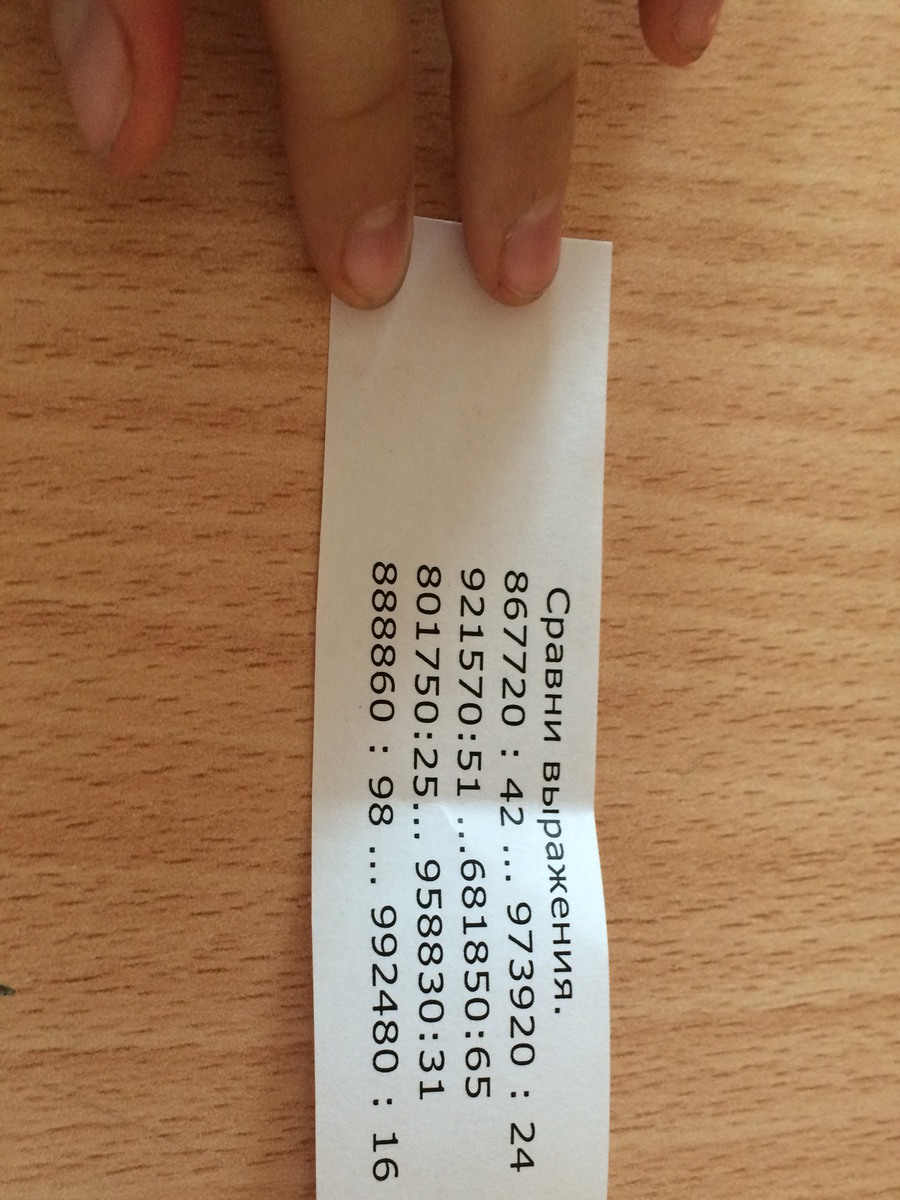 Сравни выражения.
867720 : 42 ... 973920 : 24
921570:51 ...681850:65
801750:25... 958830:31
888860 : 98 ... 992480 : 16